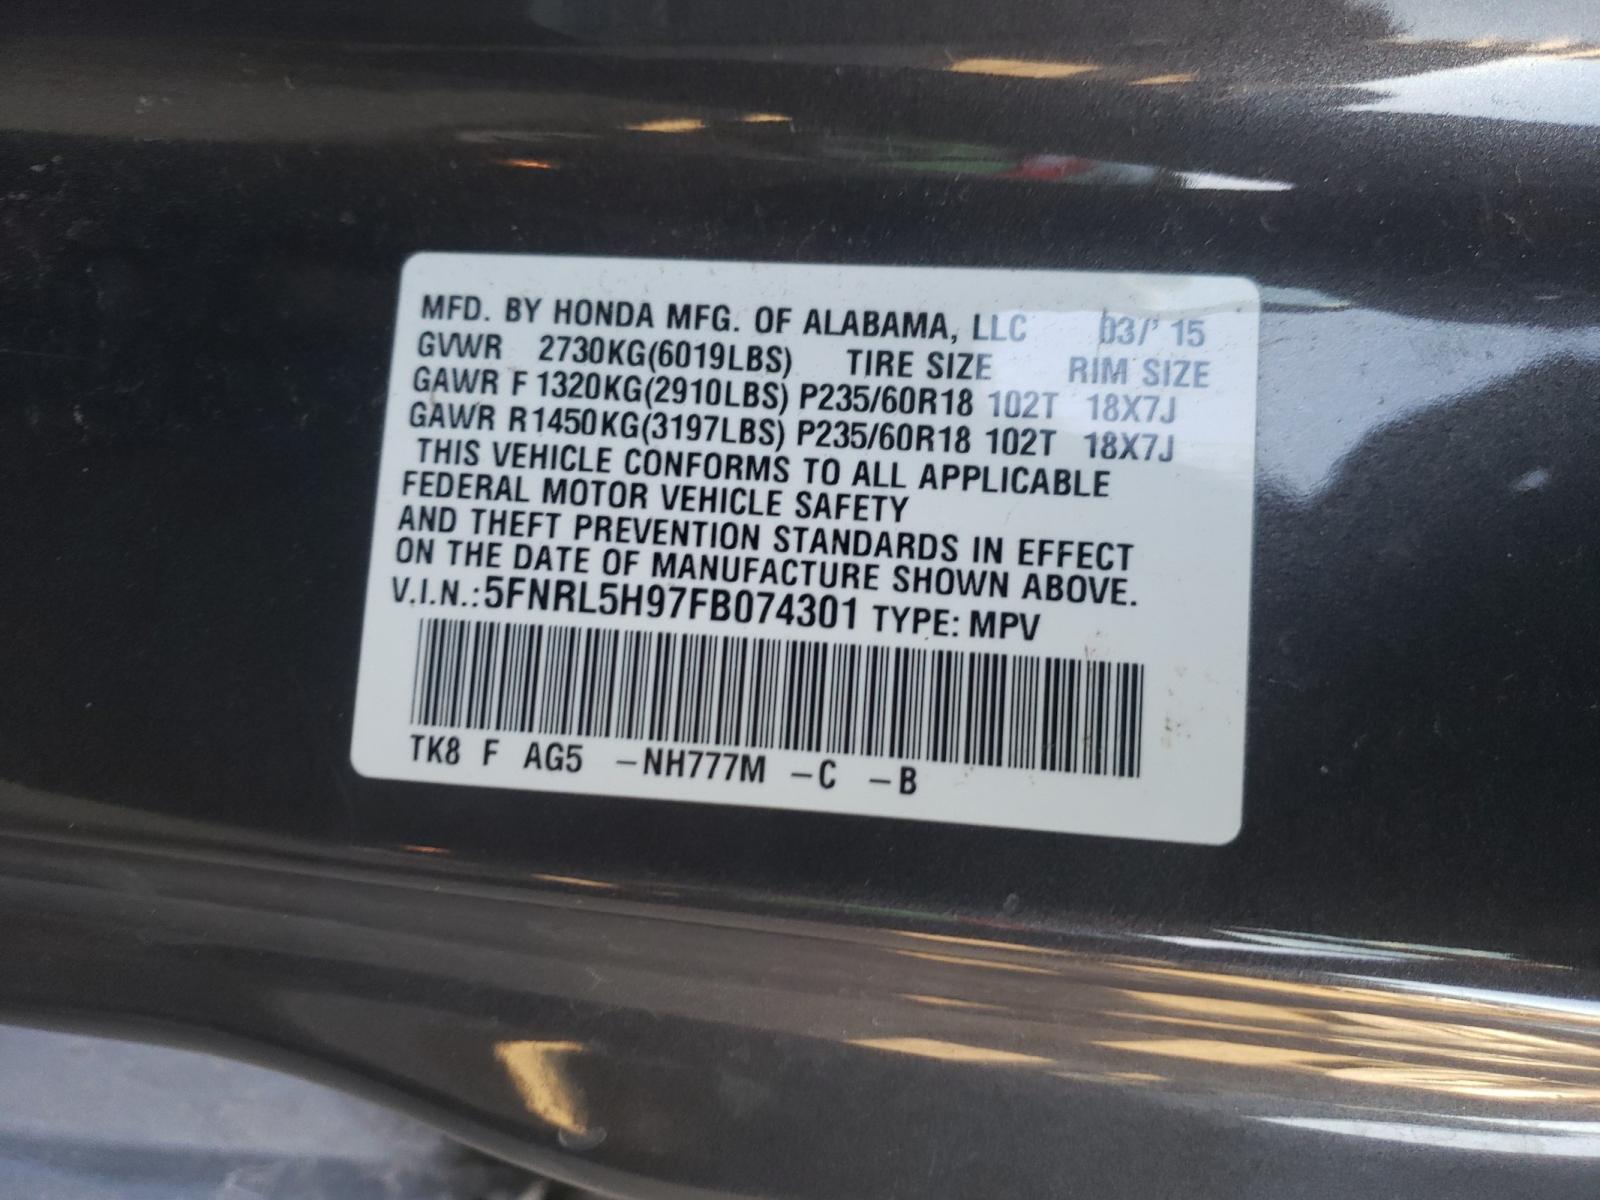 MFD. BY HONDA MFG. OF ALABAMA, LLC 03/' 15
GVWR 2730KG(6019LBS) TIRE SIZE RIM SIZE
GAWR F 1320KG(2910LBS) P235/60R18 102T 18X7J
GAWR R1450KG(3197LBS) P235/60R18 102T 18X7J
THIS VEHICLE CONFORMS TO ALL APPLICABLE
FEDERAL MOTOR VEHICLE SAFETY
AND THEFT PREVENTION STANDARDS IN EFFECT
ON THE DATE OF MANUFACTURE SHOWN ABOVE.
V.I.N.:5FNRL5H97FB074301 TYPE: MPV
TK8 F AG5 -NH777M -C -B